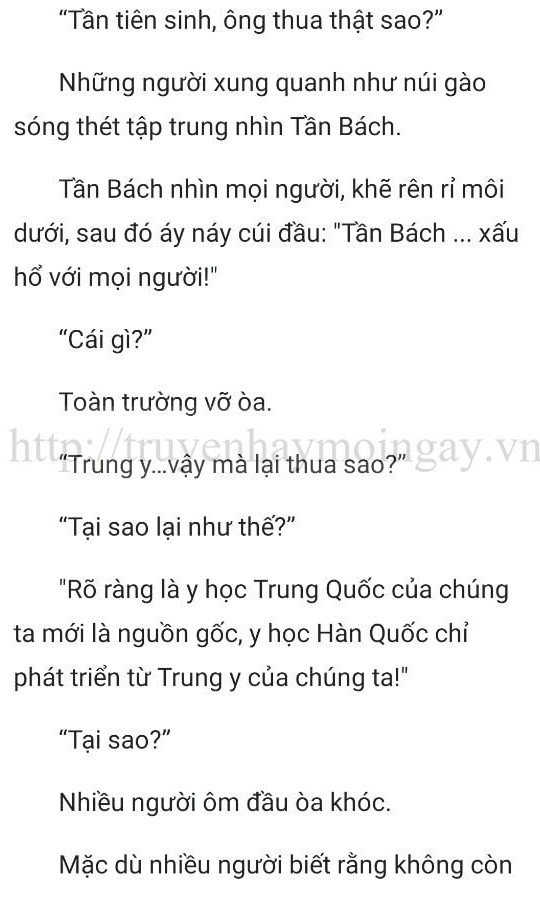 “Tần tiên sinh, ông thua thật sao?”
Những người xung quanh như núi gào
sóng thét tập trung nhìn Tần Bách.
Tần Bách nhìn mọi người, khẽ rên rỉ môi
dưới, sau đó áy náy cúi đầu: "Tần Bách ... xấu
hổ với mọi người!"
“Cái gì?”
Toàn trường vỡ òa.
http://truyenhaymoingay.vn
“Trung y...vậy mà lại thua sao?”
“Tại sao lại như thế?”
"Rõ ràng là y học Trung Quốc của chúng
ta mới là nguồn gốc, y học Hàn Quốc chỉ
phát triển từ Trung y của chúng ta!"
“Tại sao?”
Nhiều người ôm đầu òa khóc.
Mặc dù nhiều người biết rằng không còn